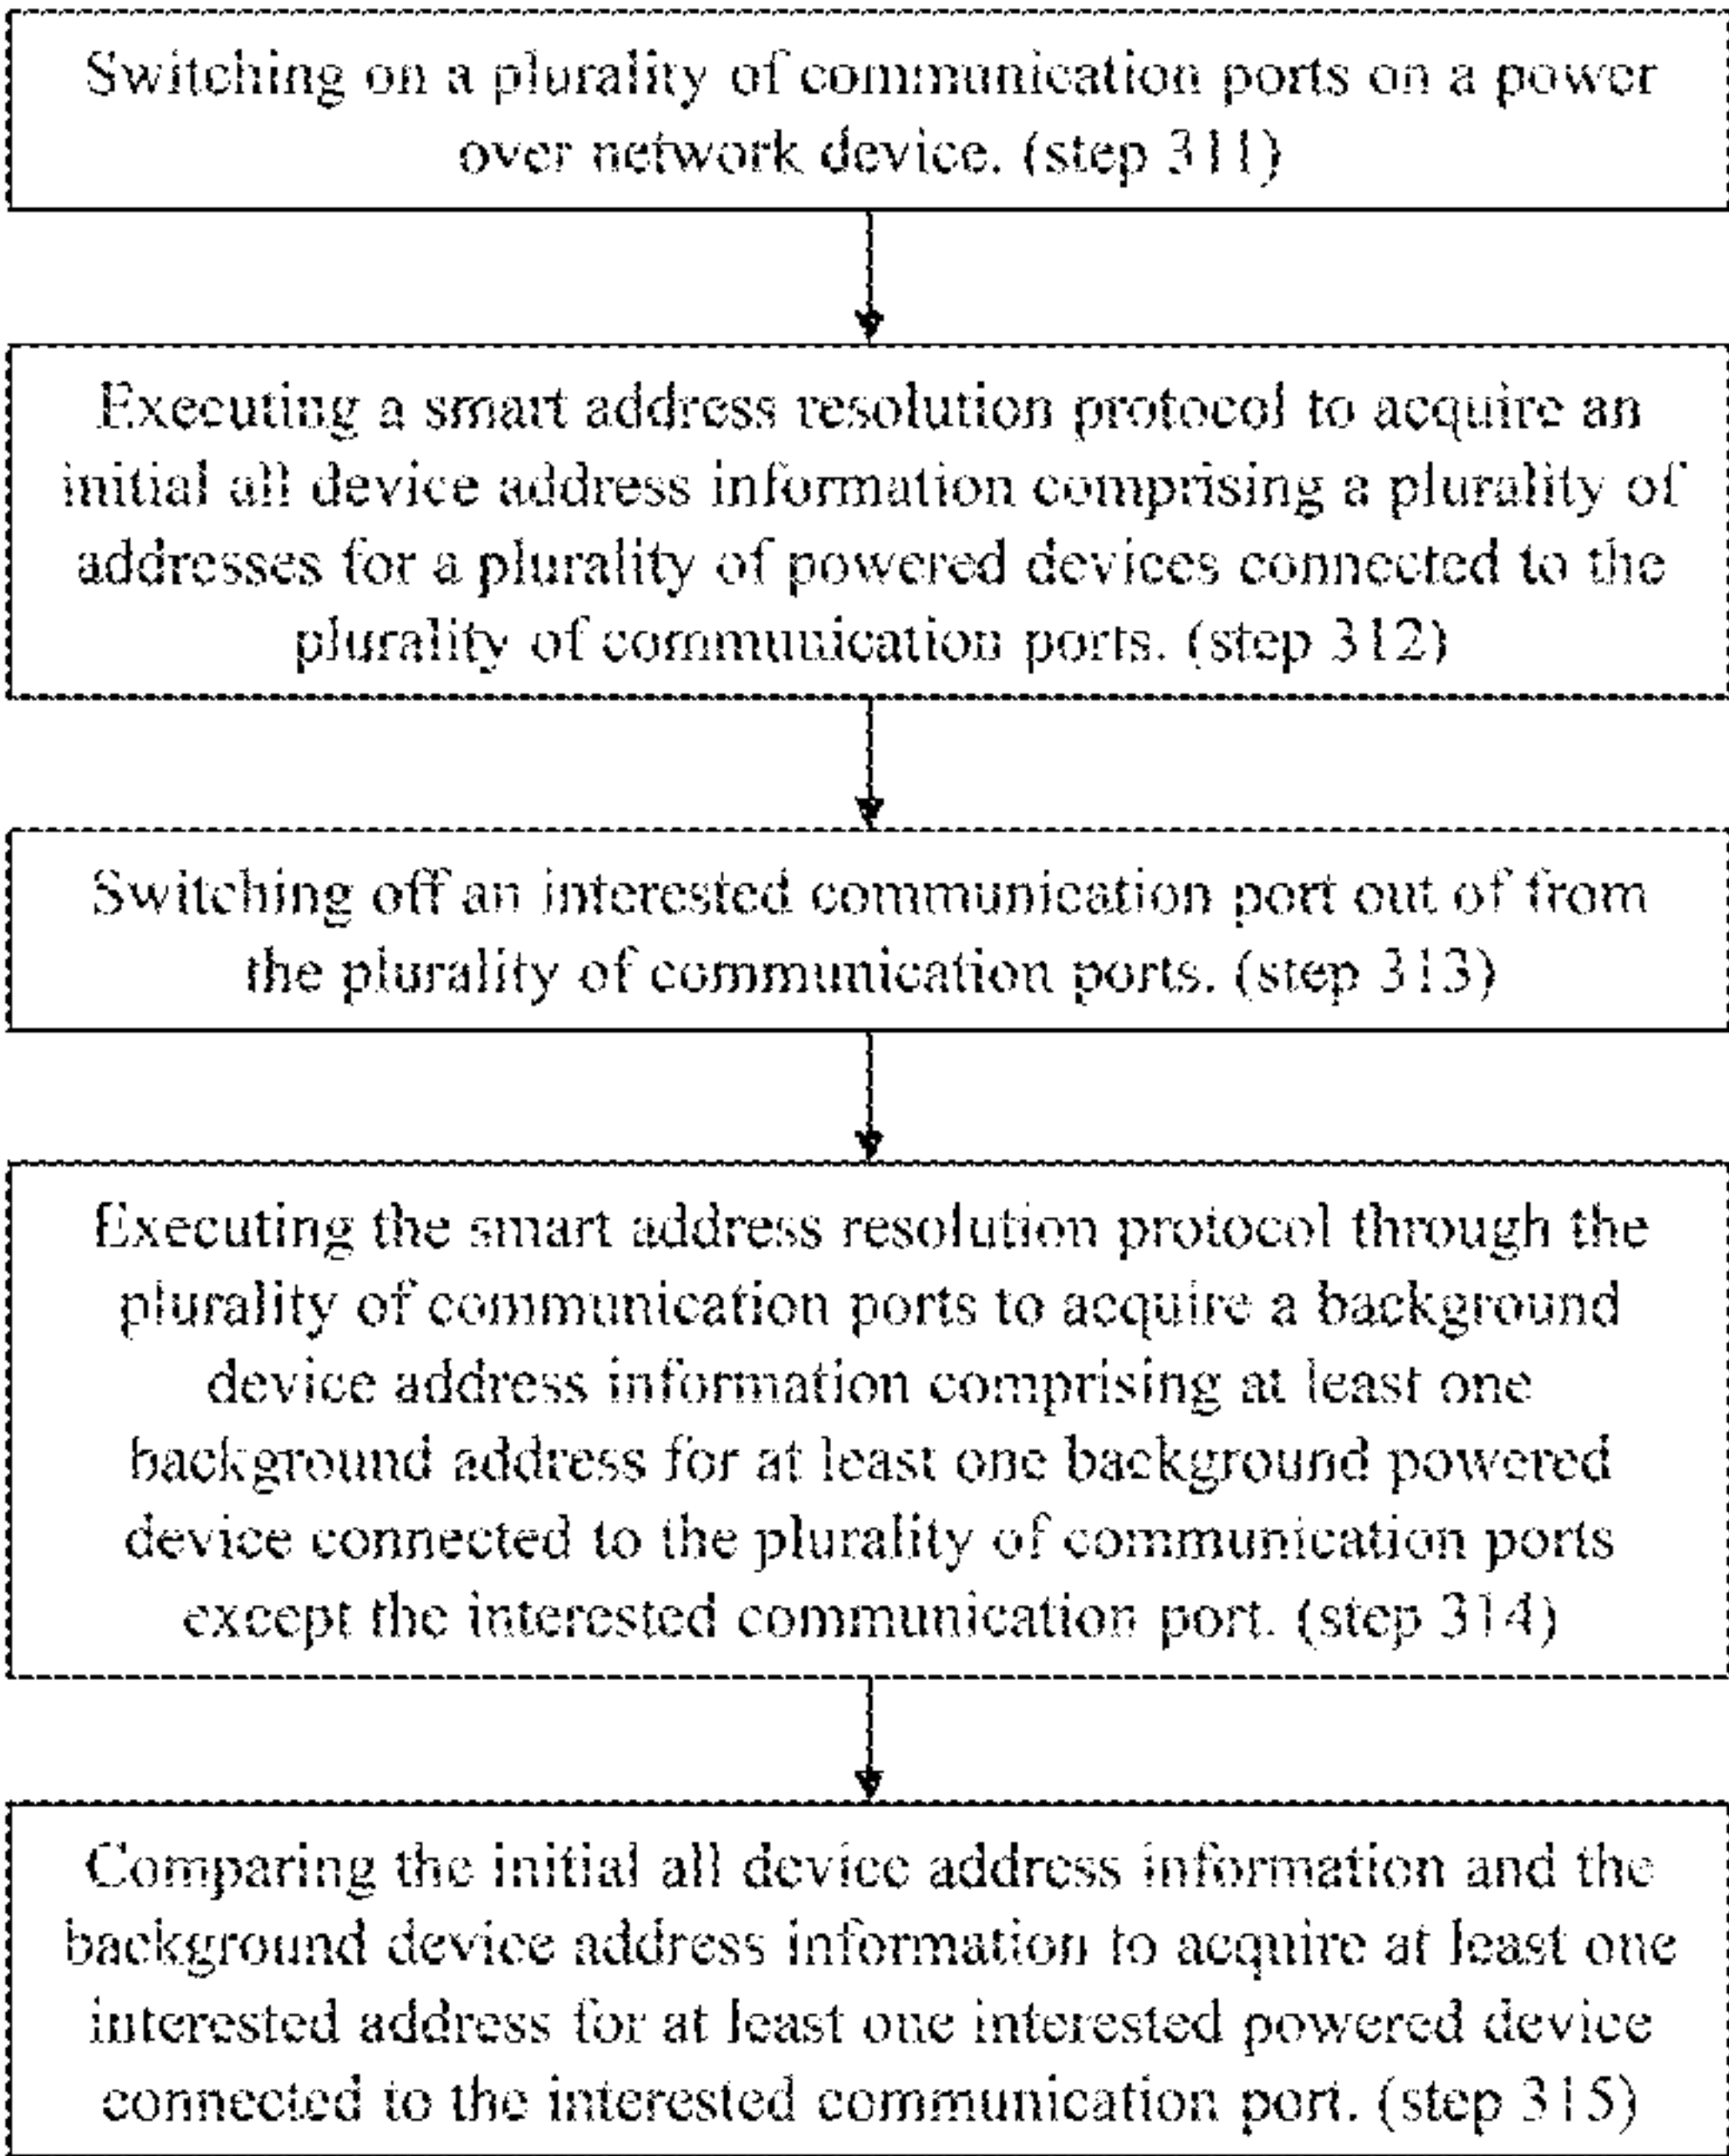 Switching on a plurality of communication ports on a power
over network device. (step 311)
Executing a smart address resolution protocol to acquire an
initial all device address information comprising a plurality of
addresses for a plurality of powered devices connected to the
plurality of communication ports. (step 312)
Switching off an interested communication port out of from
the plurality of communication ports. (step 313)
Executing the smart address resolution protocol through the
plurality of communication ports to acquire a background
device address information comprising at least one
background address for at least one background powered
device connected to the plurality of communication ports
except the interested communication port. (step 314)
Comparing the initial all device address information and the
background device address information to acquire at least one
interested address for at least one interested powered device
connected to the interested communication port. (step 315)